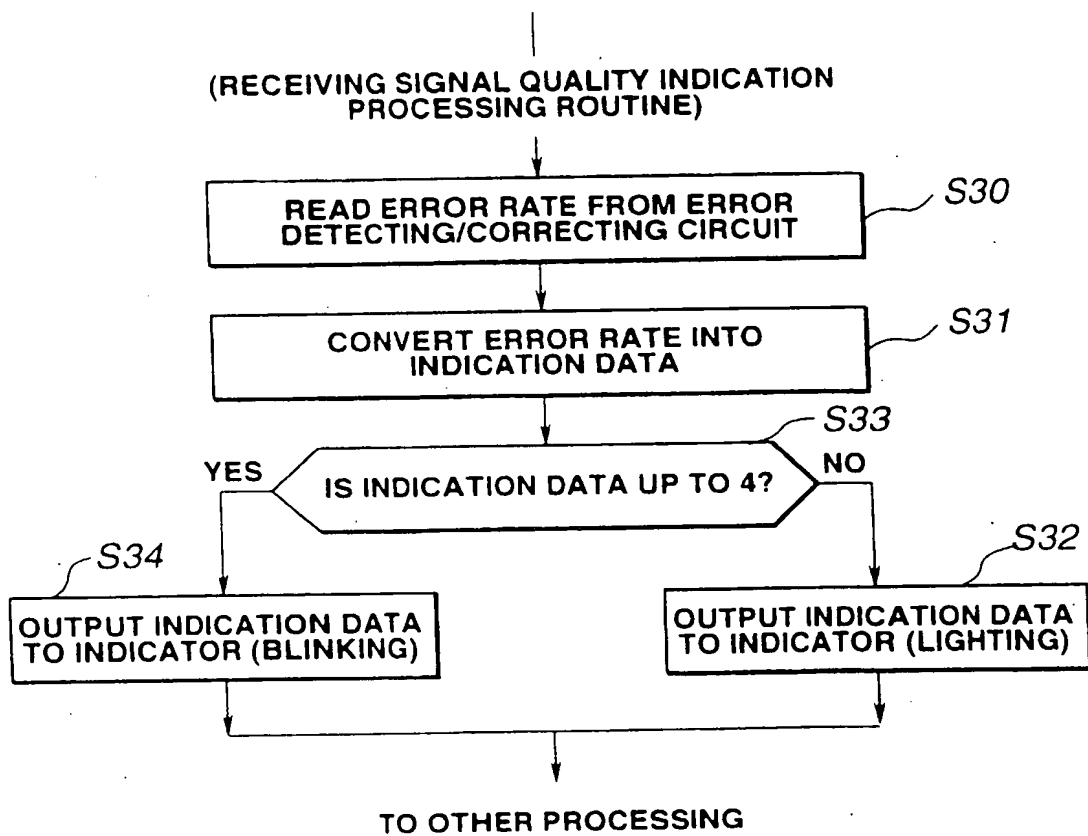 (RECEIVING SIGNAL QUALITY INDICATION
PROCESSING ROUTINE)
READ ERROR RATE FROM ERROR
DETECTING/CORRECTING CIRCUIT
S30
CONVERT ERROR RATE INTO
INDICATION DATA
S31
S33
YES
IS INDICATION DATA UP TO 4?
NO
S34
S32
OUTPUT INDICATION DATA
TO INDICATOR (BLINKING)
OUTPUT INDICATION DATA
TO INDICATOR (LIGHTING)
TO OTHER PROCESSING